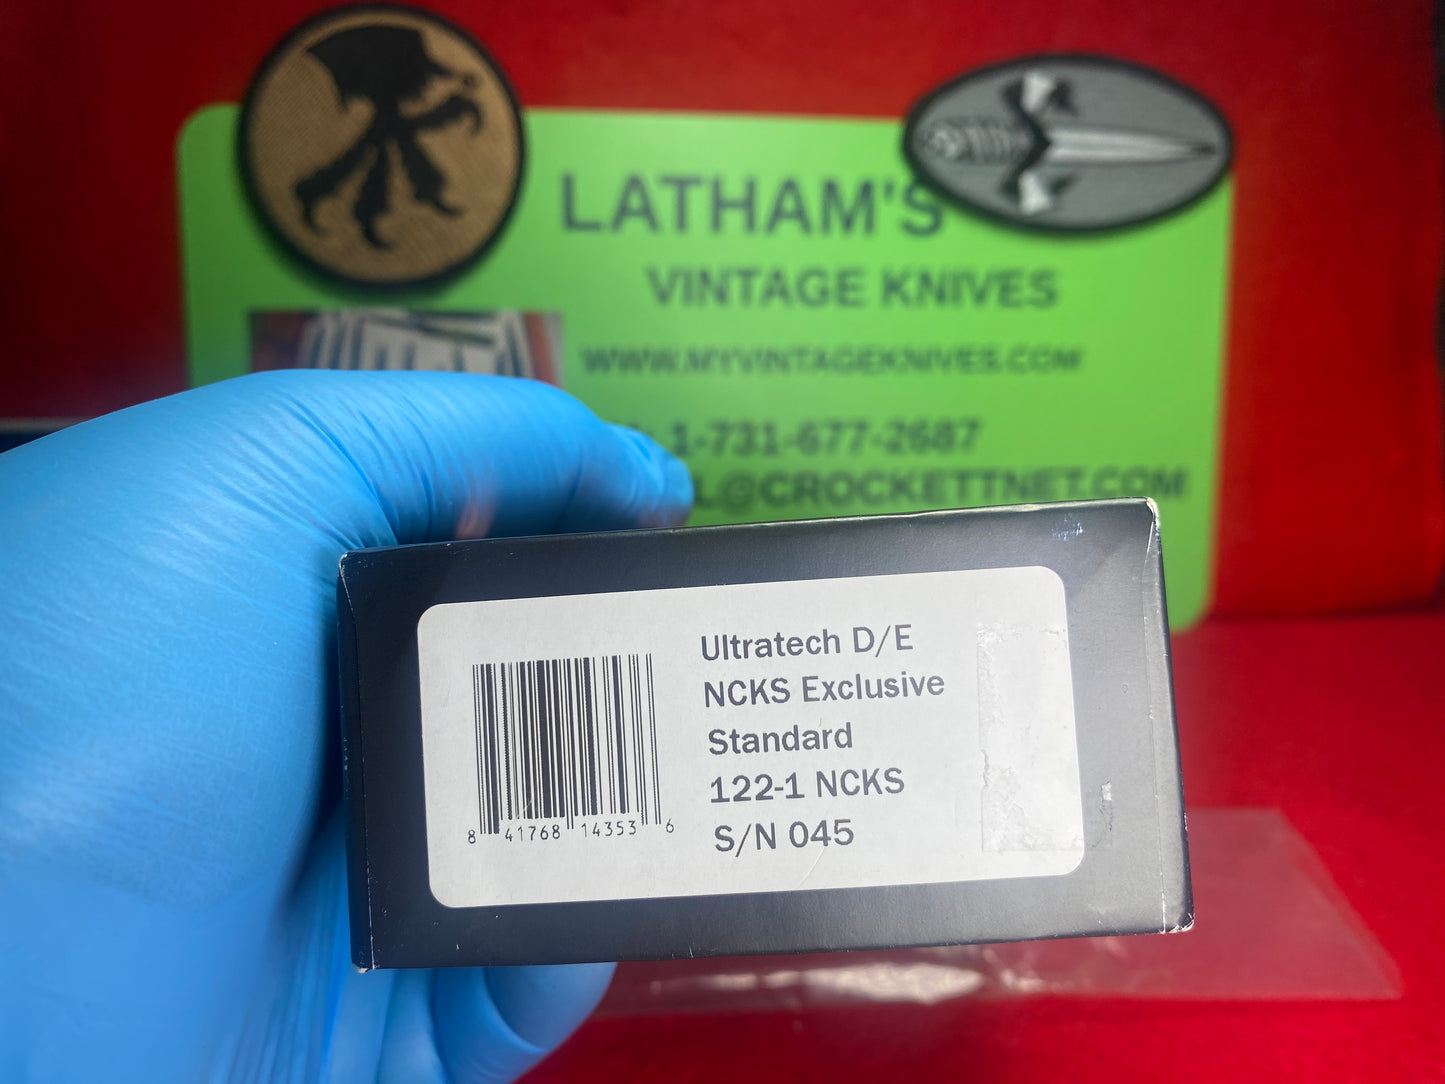 LATHAM'S
VINTAGE KNIVES
WWW.MYVINTAGEKNIVES.COM
1-731-677-2687
L@CROCKETTNET.COM
Ultratech D/E
NCKS Exclusive
Standard
122-1 NCKS
S/N 045
8 41768 14353 6